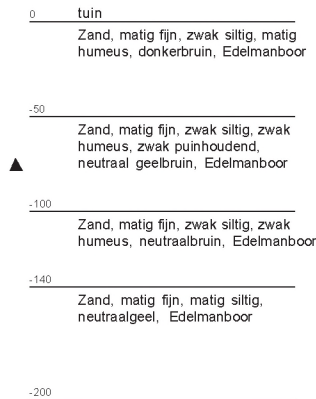 0 tuin
Zand, matig fijn, zwak siltig, matig
humeus, donkerbruin, Edelmanboor
-50
Zand, matig fijn, zwak siltig, zwak
humeus, zwak puinhoudend,
neutraal geelbruin, Edelmanboor
-100
Zand, matig fijn, zwak siltig, zwak
humeus, neutraalbruin, Edelmanboor
-140
Zand, matig fijn, matig siltig,
neutraalgeel, Edelmanboor
-200